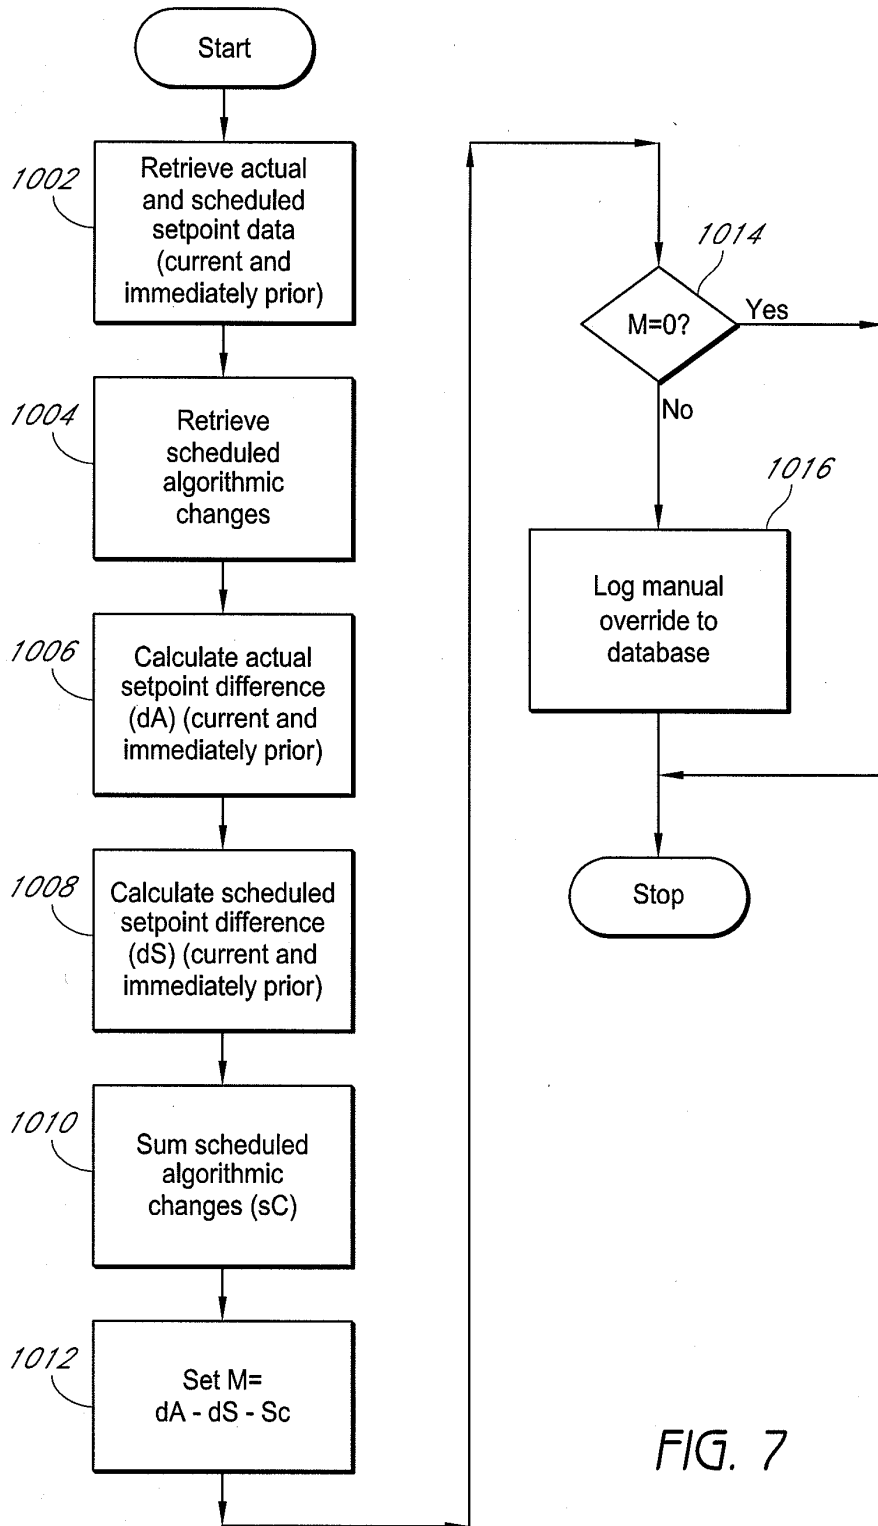 Start
1002
Retrieve actual
and scheduled
setpoint data
(current and
immediately prior)
1004
Retrieve
scheduled
algorithmic
changes
1006
Calculate actual
setpoint difference
(dA) (current and
immediately prior)
1008
Calculate scheduled
setpoint difference
(dS) (current and
immediately prior)
1010
Sum scheduled
algorithmic
changes (sC)
1012
Set M=
dA - dS - Sc
1014
M=0?
Yes
No
1016
Log manual
override to
database
Stop
FIG. 7